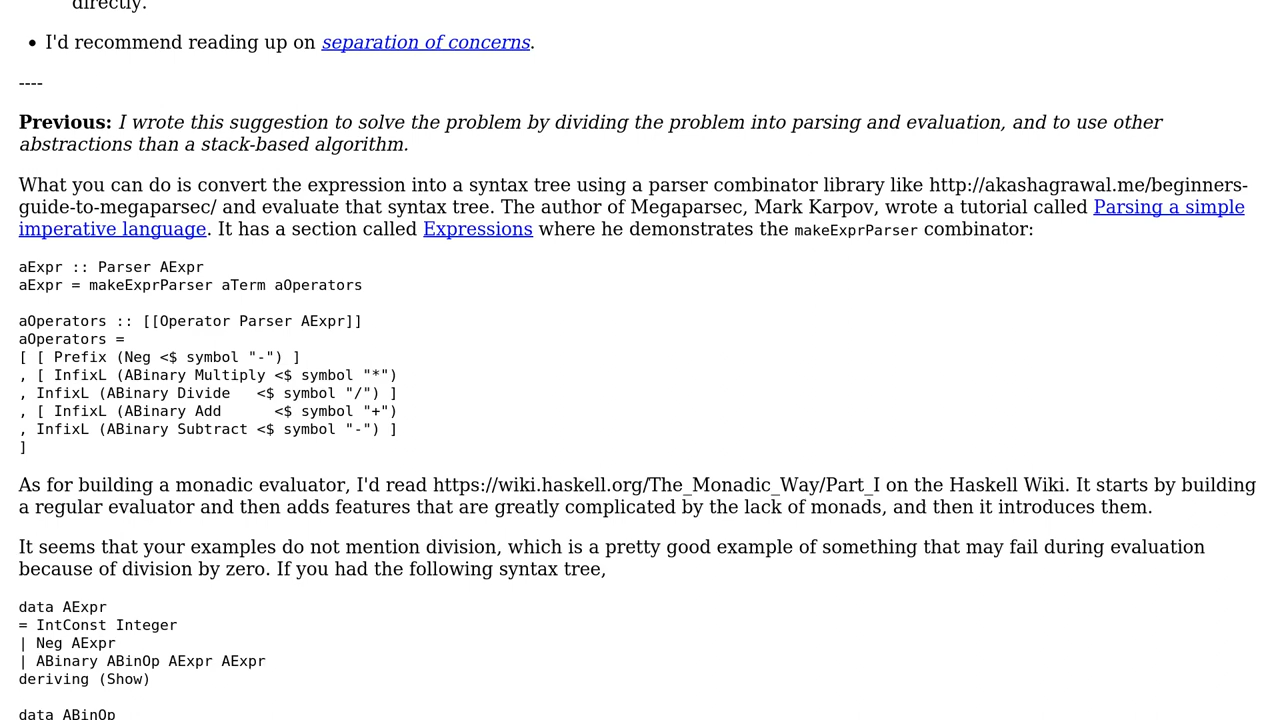 directly.
• I'd recommend reading up on separation of concerns.
----
Previous: I wrote this suggestion to solve the problem by dividing the problem into parsing and evaluation, and to use other
abstractions than a stack-based algorithm.
What you can do is convert the expression into a syntax tree using a parser combinator library like http://akashagrawal.me/beginners-
guide-to-megaparsec/ and evaluate that syntax tree. The author of Megaparsec, Mark Karpov, wrote a tutorial called Parsing a simple
imperative language. It has a section called Expressions where he demonstrates the makeExprParser combinator:
aExpr :: Parser AExpr
aExpr = makeExprParser aTerm aOperators
aOperators :: [[Operator Parser AExpr]]
aOperators =
[ [ Prefix (Neg <$ symbol "-") ]
, [ InfixL (ABinary Multiply <$ symbol "*")
, InfixL (ABinary Divide   <$ symbol "/") ]
, [ InfixL (ABinary Add      <$ symbol "+")
, InfixL (ABinary Subtract <$ symbol "-") ]
]
As for building a monadic evaluator, I'd read https://wiki.haskell.org/The_Monadic_Way/Part_I on the Haskell Wiki. It starts by building
a regular evaluator and then adds features that are greatly complicated by the lack of monads, and then it introduces them.
It seems that your examples do not mention division, which is a pretty good example of something that may fail during evaluation
because of division by zero. If you had the following syntax tree,
data AExpr
= IntConst Integer
| Neg AExpr
| ABinary ABinOp AExpr AExpr
deriving (Show)
data ABinOp